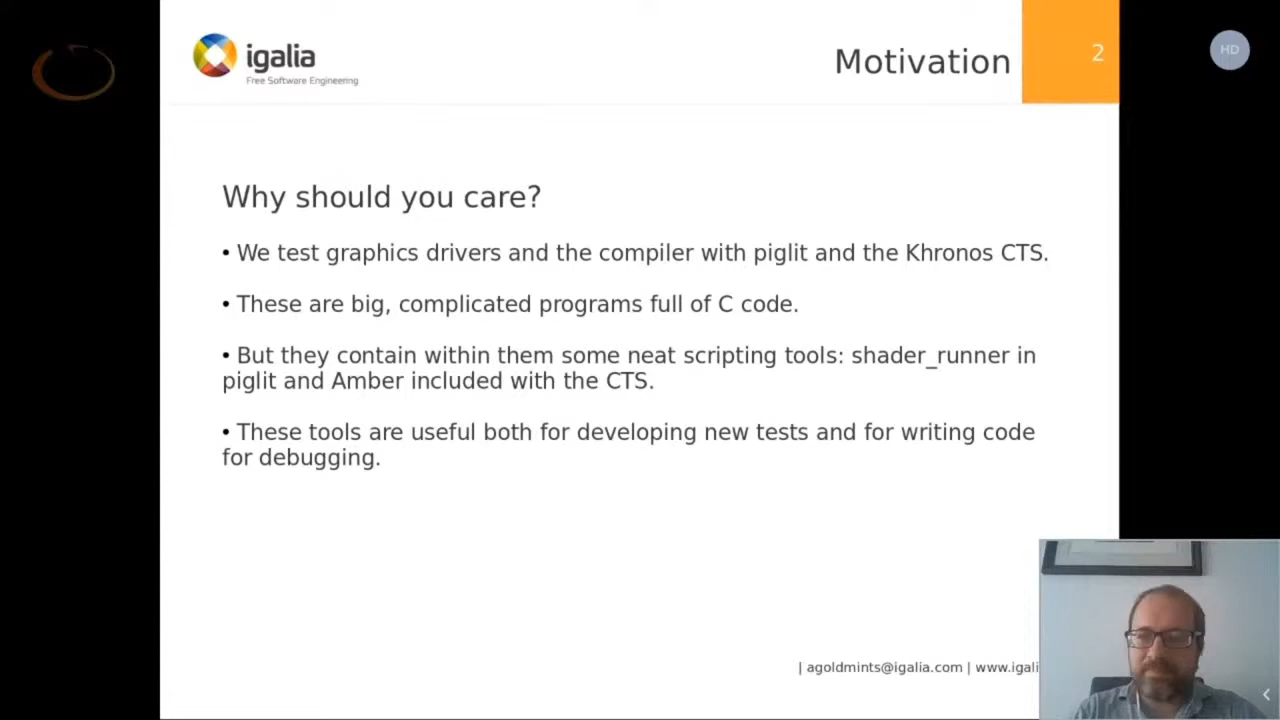 igalia
Free Software Engineering
Motivation
2
HD
Why should you care?
• We test graphics drivers and the compiler with piglit and the Khronos CTS.
• These are big, complicated programs full of C code.
• But they contain within them some neat scripting tools: shader_runner in
piglit and Amber included with the CTS.
• These tools are useful both for developing new tests and for writing code
for debugging.
| agoldmints@igalia.com | www.igali